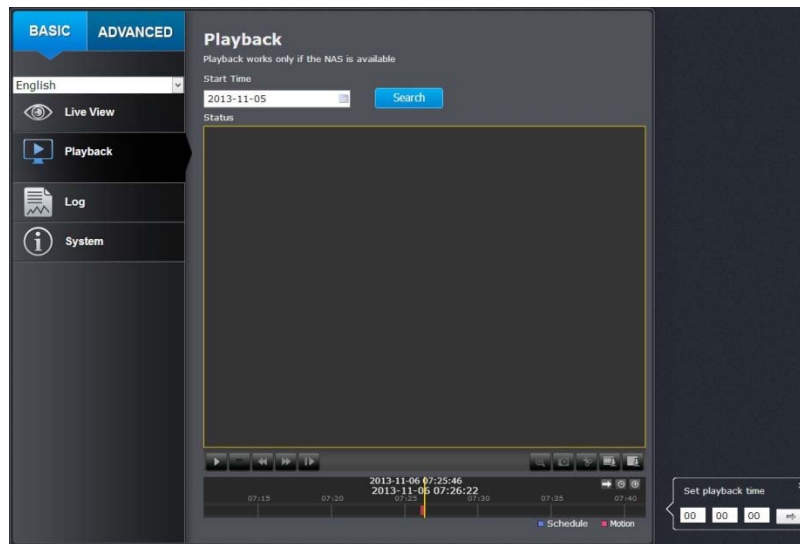 BASIC ADVANCED
English
Live View
Playback
Log
System
Playback
Playback works only if the NAS is available
Start Time
2013-11-05 Search
Status
2013-11-06 07:25:46
2013-11-06 07:26:22
07:15 07:20 07:25 07:30 07:35 07:40
Schedule Motion
Set playback time
00 00 00